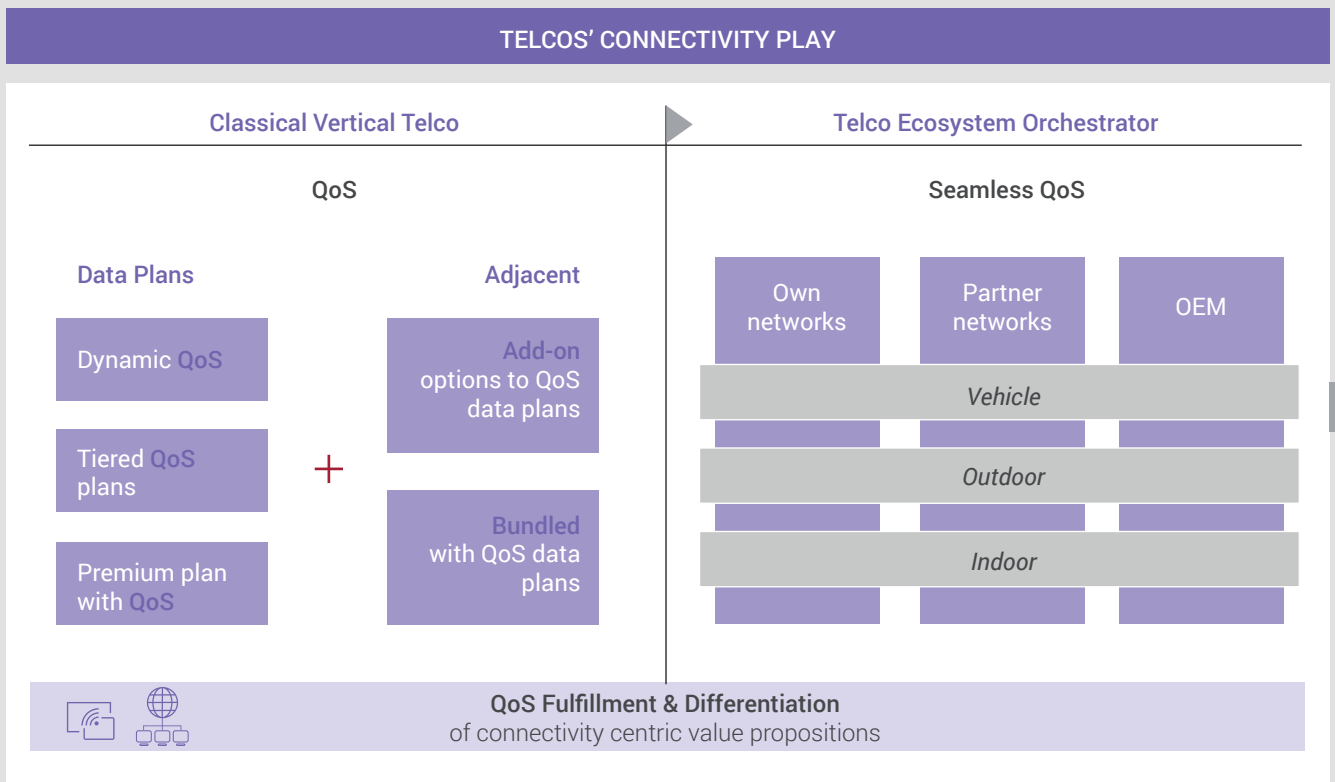 TELCOS' CONNECTIVITY PLAY
Classical Vertical Telco
QoS
Data Plans
Dynamic QoS
Tiered QoS
plans
Premium plan
with QoS
+
Adjacent
Add-on
options to QoS
data plans
Bundled
with QoS data
plans
Telco Ecosystem Orchestrator
Seamless QoS
Own
networks
Partner
networks
OEM
Vehicle
Outdoor
Indoor
QoS Fulfillment & Differentiation
of connectivity centric value propositions